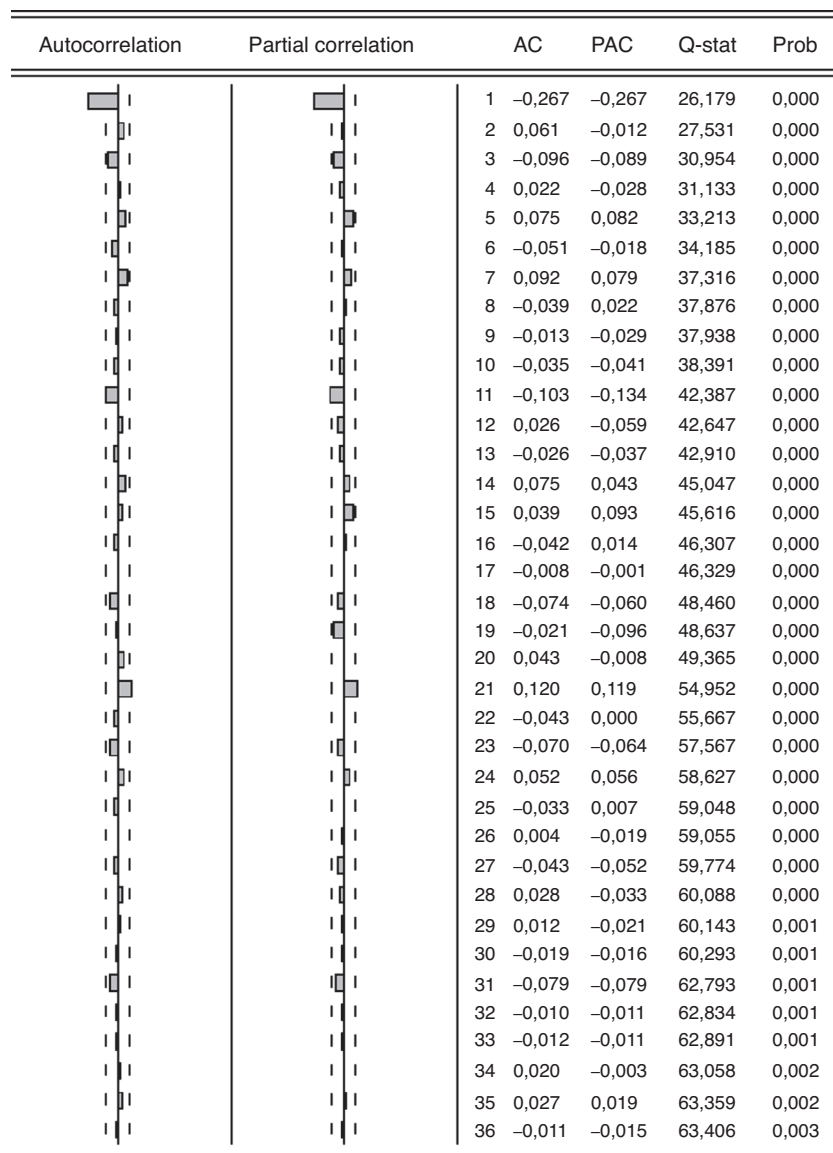 Autocorrelation Partial correlation AC PAC Q-stat Prob
1 –0,267 –0,267 26,179 0,000
2 0,061 –0,012 27,531 0,000
3 –0,096 –0,089 30,954 0,000
4 0,022 –0,028 31,133 0,000
5 0,075 0,082 33,213 0,000
6 –0,051 –0,018 34,185 0,000
7 0,092 0,079 37,316 0,000
8 –0,039 0,022 37,876 0,000
9 –0,013 –0,029 37,938 0,000
10 –0,035 –0,041 38,391 0,000
11 –0,103 –0,134 42,387 0,000
12 0,026 –0,059 42,647 0,000
13 –0,026 –0,037 42,910 0,000
14 0,075 0,043 45,047 0,000
15 0,039 0,093 45,616 0,000
16 –0,042 0,014 46,307 0,000
17 –0,008 –0,001 46,329 0,000
18 –0,074 –0,060 48,460 0,000
19 –0,021 –0,096 48,637 0,000
20 0,043 –0,008 49,365 0,000
21 0,120 0,119 54,952 0,000
22 –0,043 0,000 55,667 0,000
23 –0,070 –0,064 57,567 0,000
24 0,052 0,056 58,627 0,000
25 –0,033 0,007 59,048 0,000
26 0,004 –0,019 59,055 0,000
27 –0,043 –0,052 59,774 0,000
28 0,028 –0,033 60,088 0,000
29 0,012 –0,021 60,143 0,001
30 –0,019 –0,016 60,293 0,001
31 –0,079 –0,079 62,793 0,001
32 –0,010 –0,011 62,834 0,001
33 –0,012 –0,011 62,891 0,001
34 0,020 –0,003 63,058 0,002
35 0,027 0,019 63,359 0,002
36 –0,011 –0,015 63,406 0,003